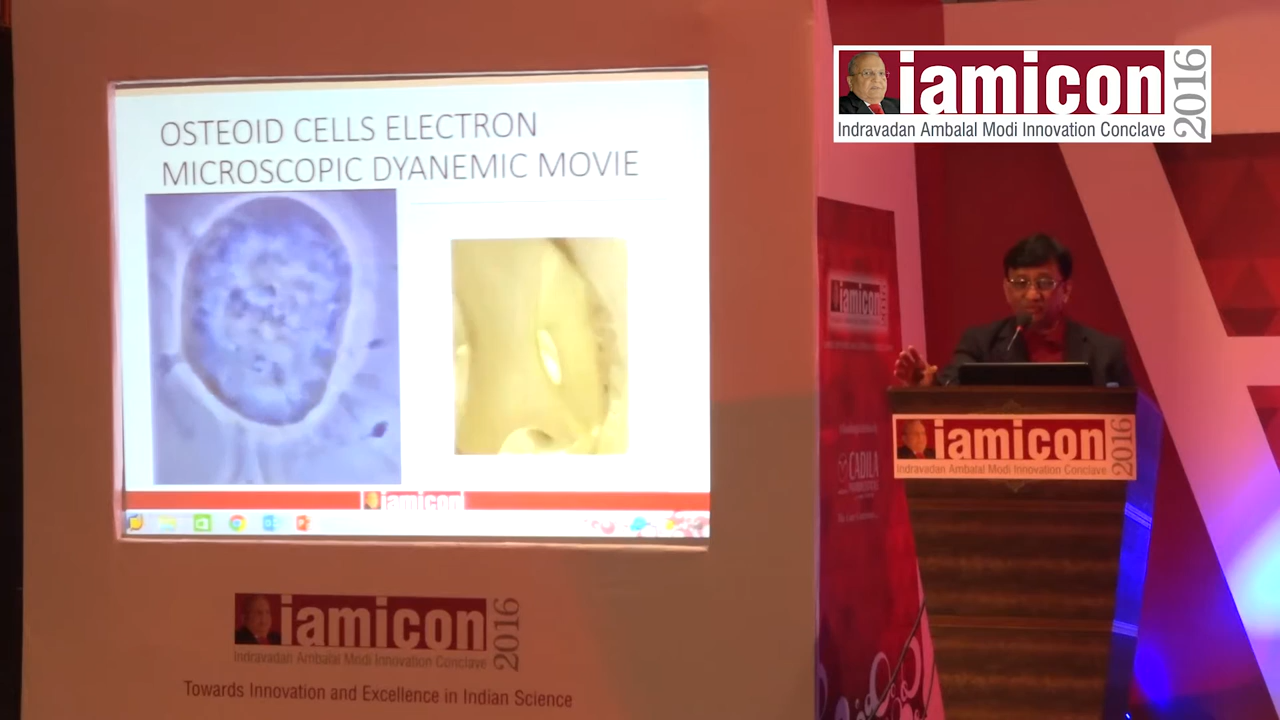 OSTEOID CELLS ELECTRON
MICROSCOPIC DYANEMIC MOVIE
iamicon
iamicon
2016
Indravadan Ambalal Modi Innovation Conclave
Towards Innovation and Excellence in Indian Science
iamicon
2016
Indravadan Ambalal Modi Innovation Conclave
iamicon
CADILA
iamicon
2016
Indravadan Ambalal Modi Innovation Conclave